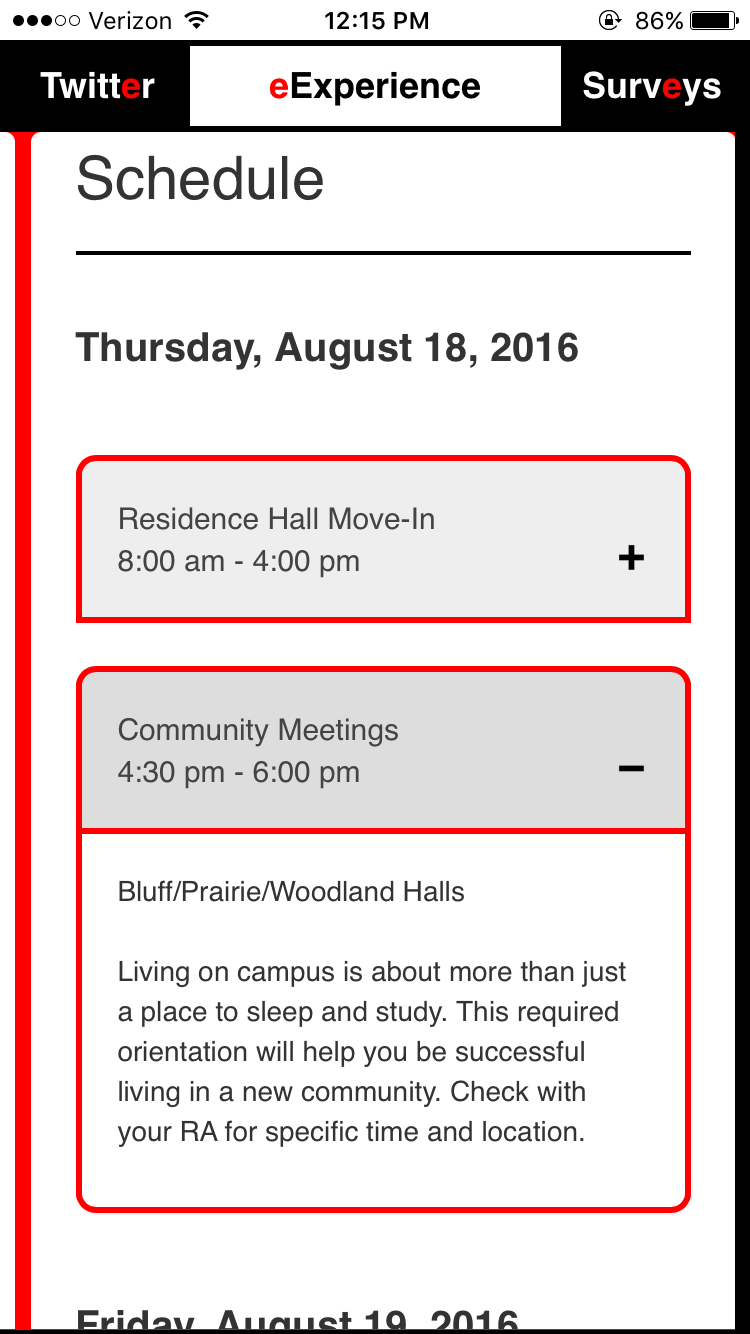 Verizon 12:15 PM 86%
Twitter eExperience Surveys
Schedule
Thursday, August 18, 2016
Residence Hall Move-In
8:00 am - 4:00 pm
+
Community Meetings
4:30 pm - 6:00 pm
−
Bluff/Prairie/Woodland Halls
Living on campus is about more than just
a place to sleep and study. This required
orientation will help you be successful
living in a new community. Check with
your RA for specific time and location.
Friday, August 19, 2016